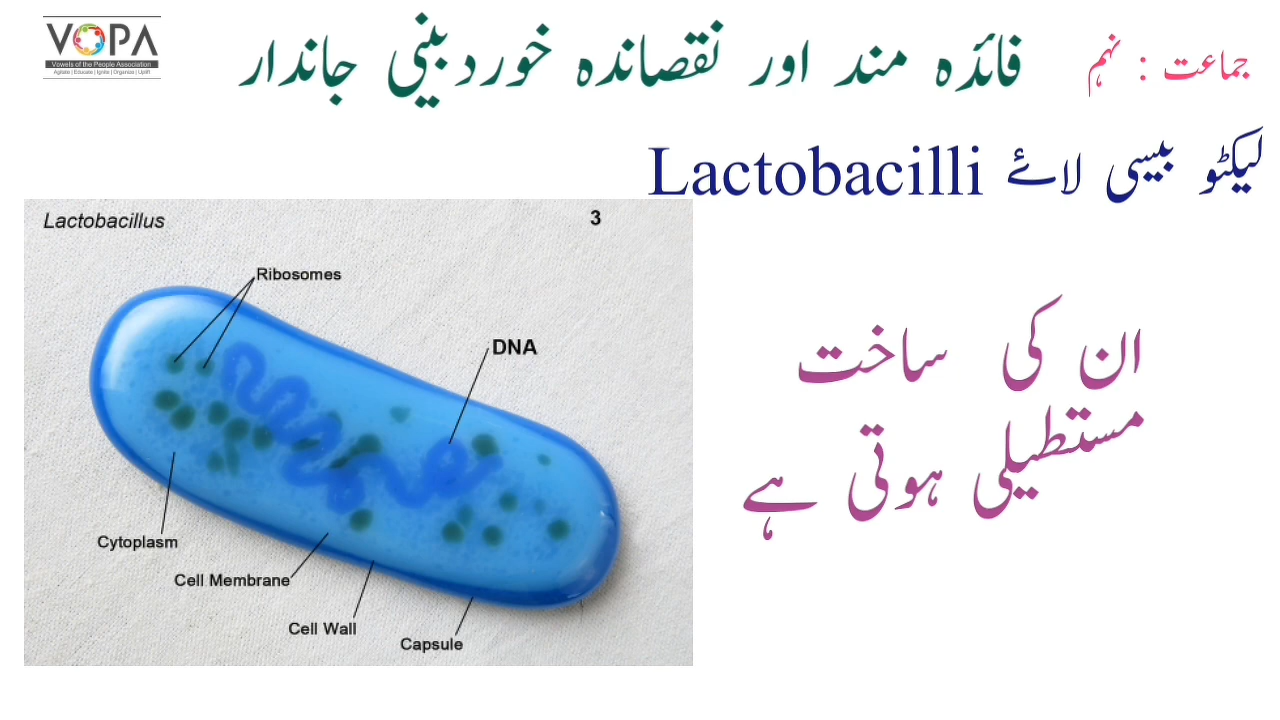 VOPA
Vowels of the People Association
Agitate | Educate | Ignite | Organize | Uplift
جماعت : نہم
فائدہ مند اور نقصاندہ خوردبینی جاندار
لیکٹو بیسی لائے Lactobacilli
Lactobacillus
3
Ribosomes
DNA
Cytoplasm
Cell Membrane
Cell Wall
Capsule
ان کی ساخت
مستطیلی ہوتی ہے